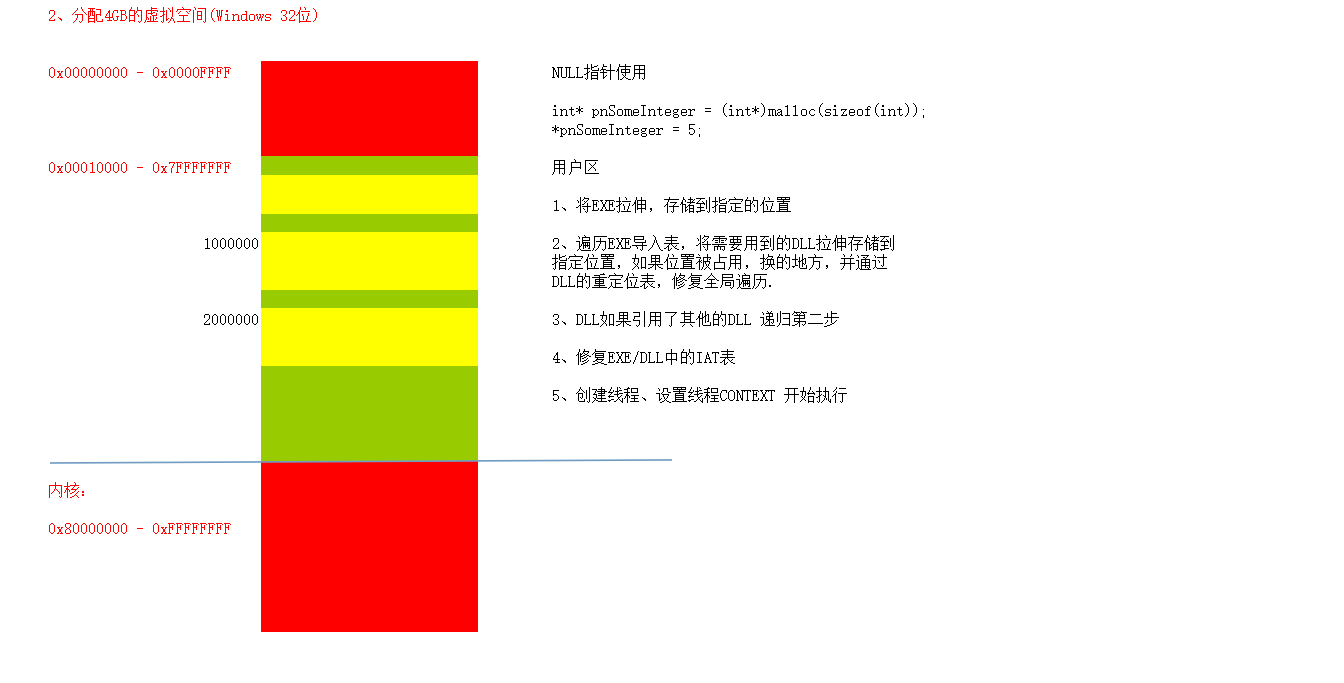 2、分配4GB的虚拟空间(Windows 32位)
0x00000000 - 0x0000FFFF
NULL指针使用
int* pnSomeInteger = (int*)malloc(sizeof(int));
*pnSomeInteger = 5;
0x00010000 - 0x7FFFFFFF
用户区
1、将EXE拉伸，存储到指定的位置
1000000
2、遍历EXE导入表，将需要用到的DLL拉伸存储到
指定位置，如果位置被占用，换的地方，并通过
DLL的重定位表，修复全局遍历.
2000000
3、DLL如果引用了其他的DLL 递归第二步
4、修复EXE/DLL中的IAT表
5、创建线程、设置线程CONTEXT 开始执行
内核：
0x80000000 - 0xFFFFFFFF